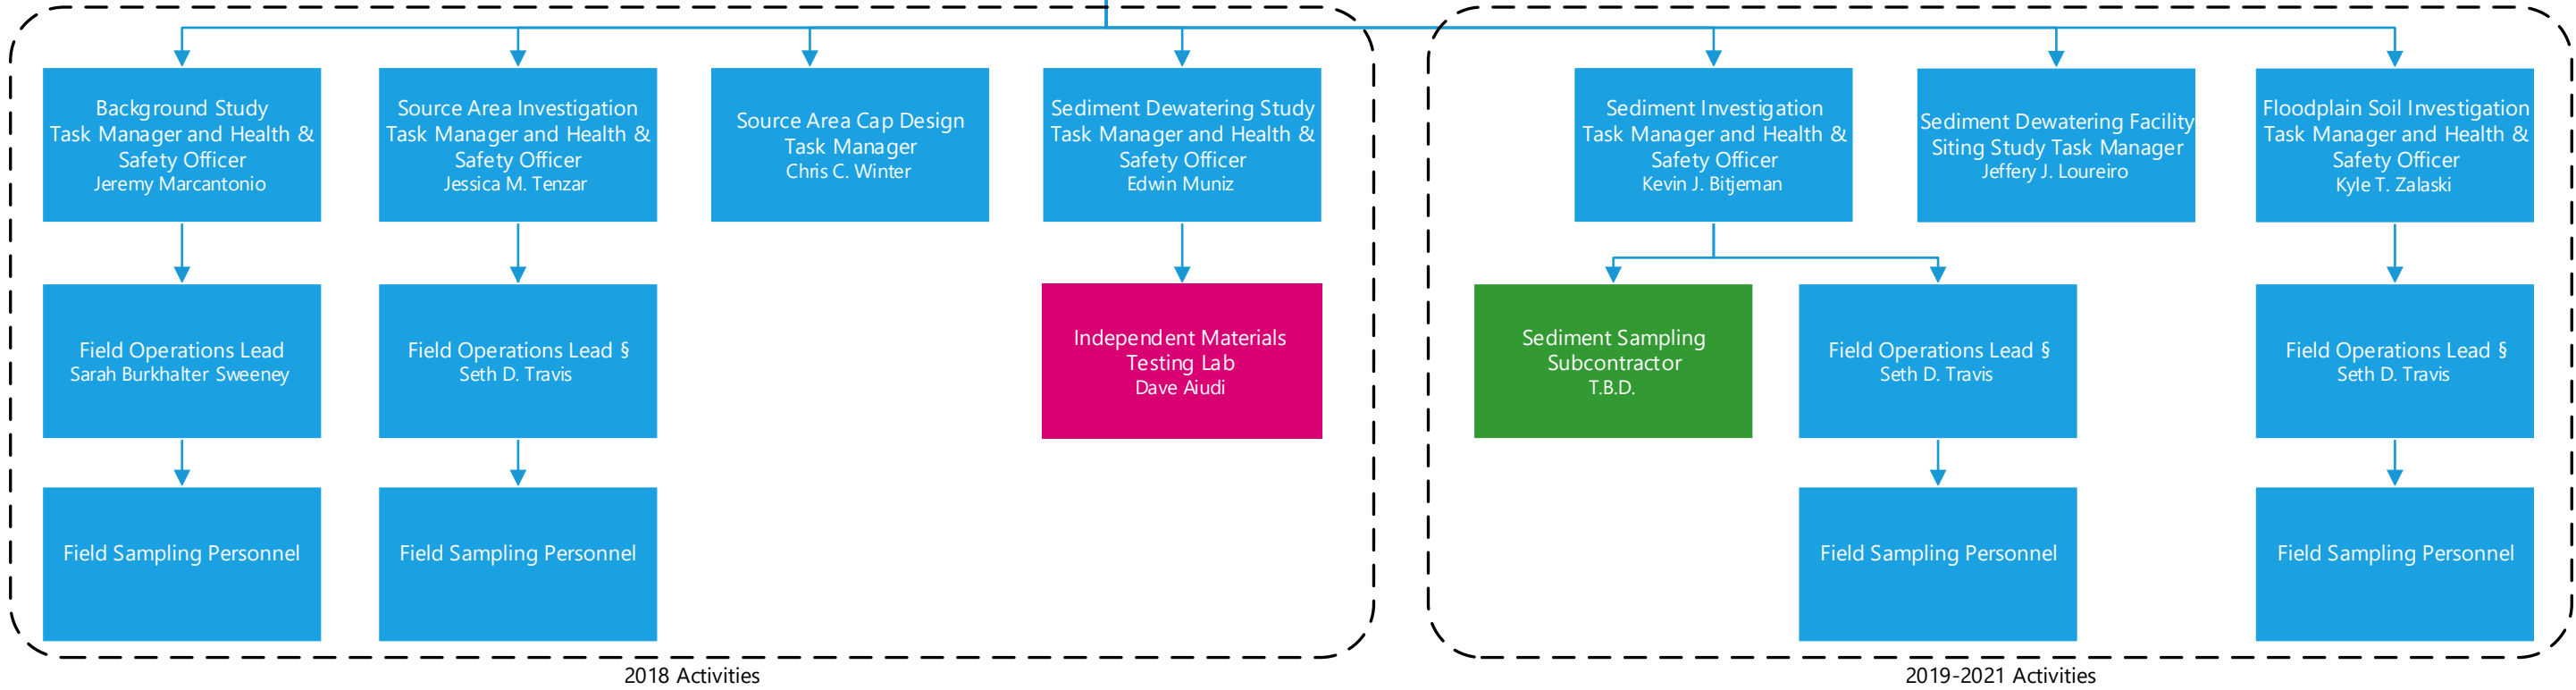 Background Study
Task Manager and Health &
Safety Officer
Jeremy Marcantonio
Source Area Investigation
Task Manager and Health &
Safety Officer
Jessica M. Tenzar
Source Area Cap Design
Task Manager
Chris C. Winter
Sediment Dewatering Study
Task Manager and Health &
Safety Officer
Edwin Muniz
Sediment Investigation
Task Manager and Health &
Safety Officer
Kevin J. Bitjeman
Sediment Dewatering Facility
Siting Study Task Manager
Jeffery J. Loureiro
Floodplain Soil Investigation
Task Manager and Health &
Safety Officer
Kyle T. Zalaski
Field Operations Lead
Sarah Burkhalter Sweeney
Field Operations Lead §
Seth D. Travis
Independent Materials
Testing Lab
Dave Aiudi
Sediment Sampling
Subcontractor
T.B.D.
Field Operations Lead §
Seth D. Travis
Field Operations Lead §
Seth D. Travis
Field Sampling Personnel
Field Sampling Personnel
Field Sampling Personnel
Field Sampling Personnel
2018 Activities
2019-2021 Activities